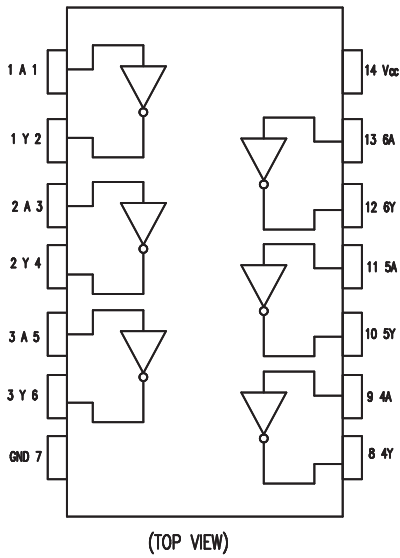 1 A 1
1 Y 2
2 A 3
2 Y 4
3 A 5
3 Y 6
GND 7
14 Vcc
13 6A
12 6Y
11 5A
10 5Y
9 4A
8 4Y
(TOP VIEW)